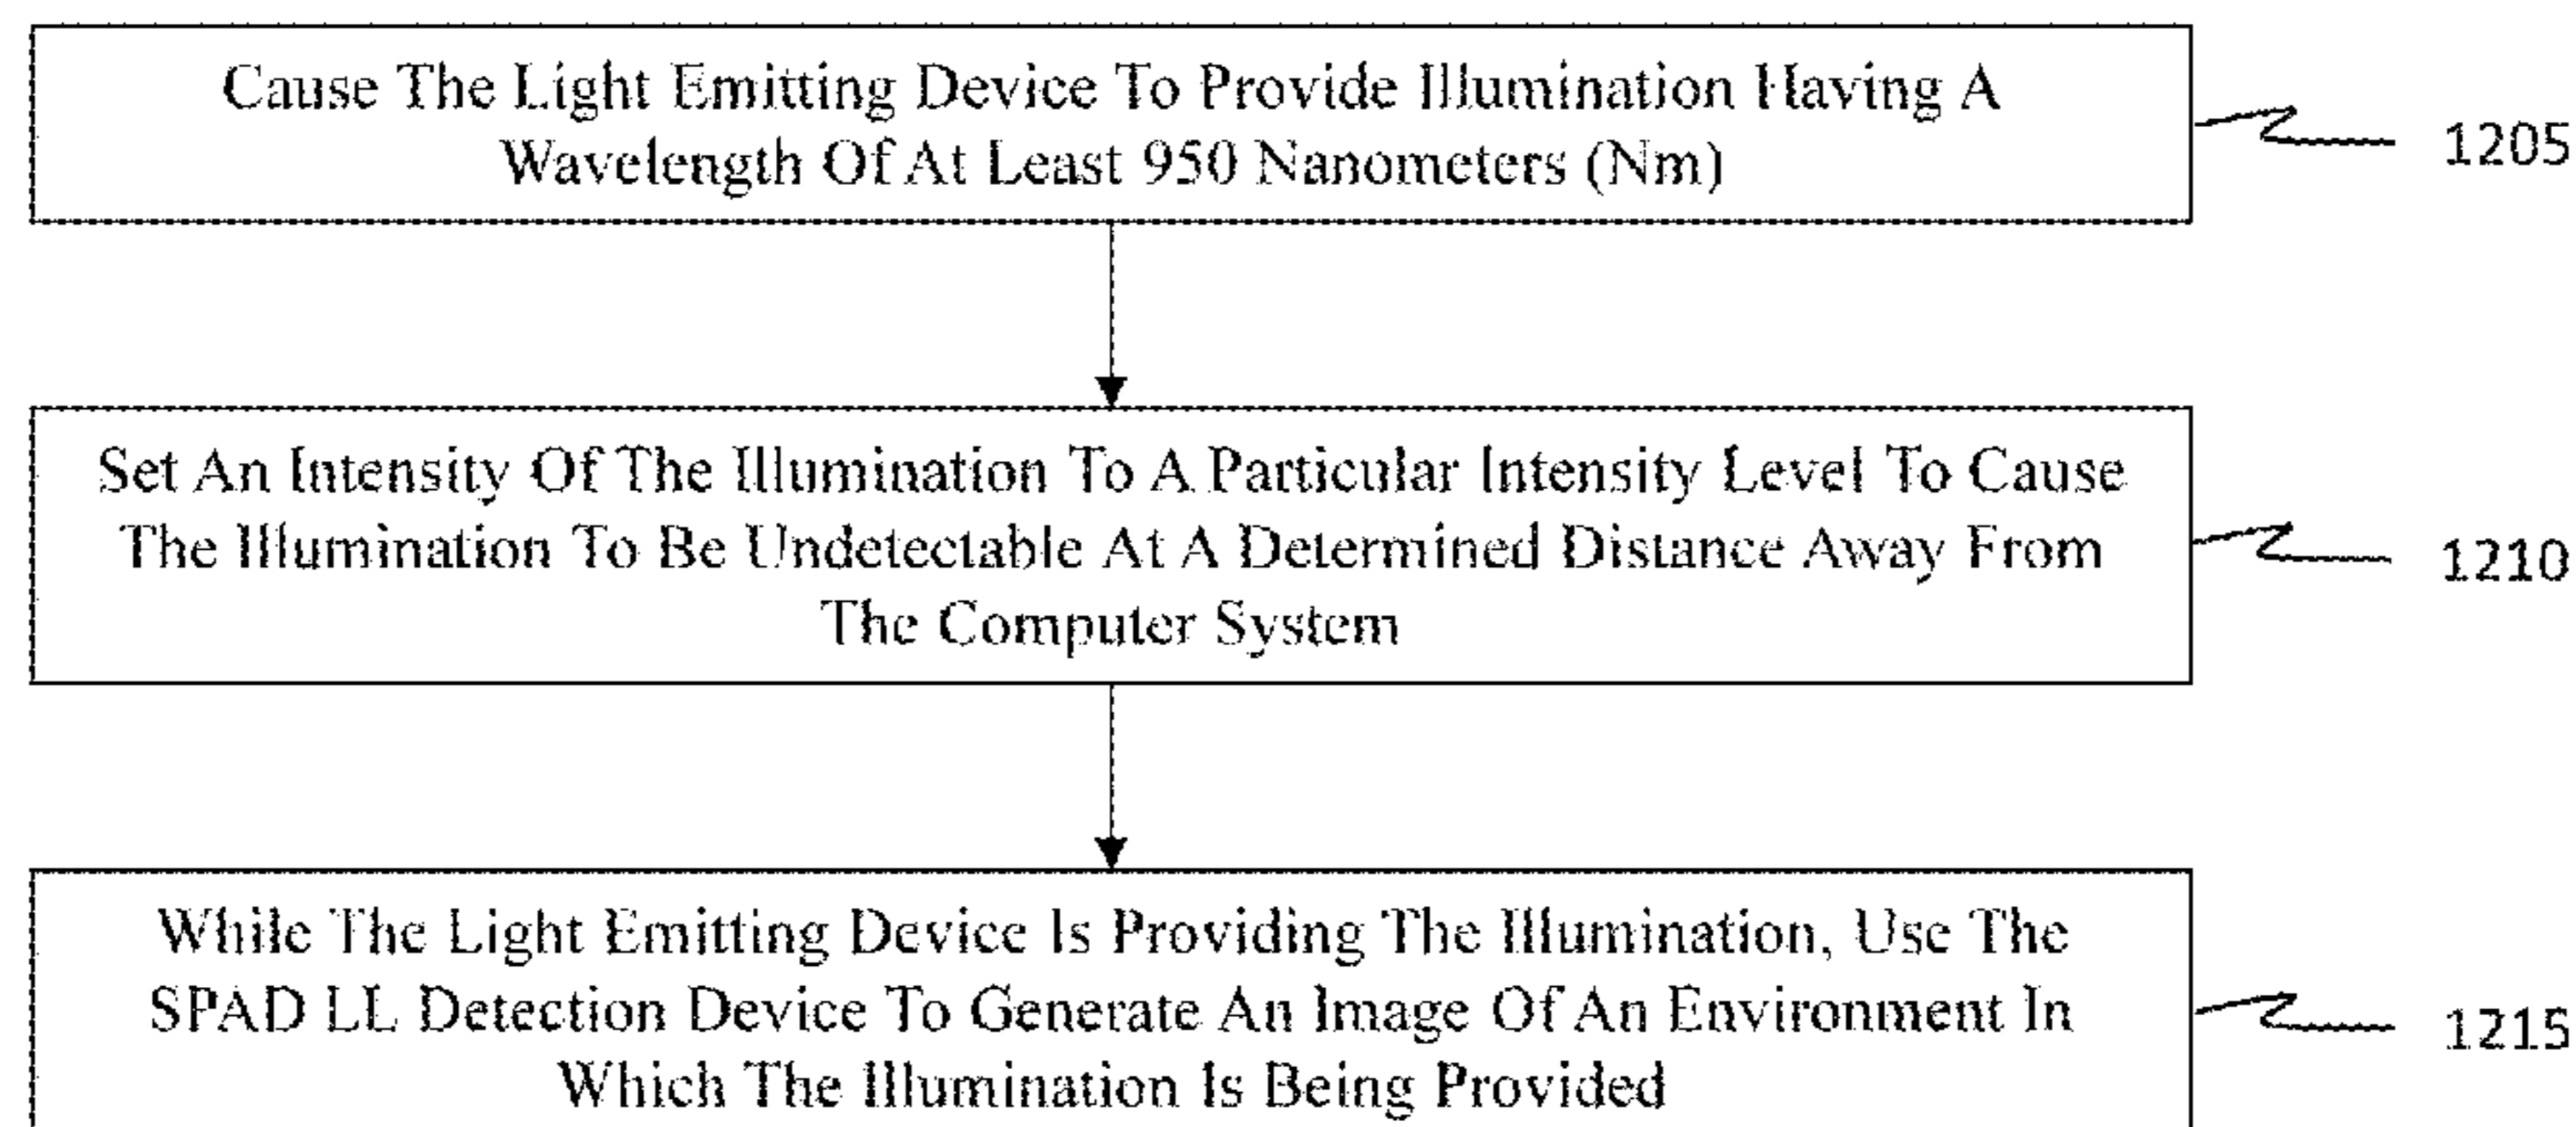 Cause The Light Emitting Device To Provide Illumination Having A
Wavelength Of At Least 950 Nanometers (Nm)
1205
Set An Intensity Of The Illumination To A Particular Intensity Level To Cause
The Illumination To Be Undetectable At A Determined Distance Away From
The Computer System
1210
While The Light Emitting Device Is Providing The Illumination, Use The
SPAD LL Detection Device To Generate An Image Of An Environment In
Which The Illumination Is Being Provided
1215